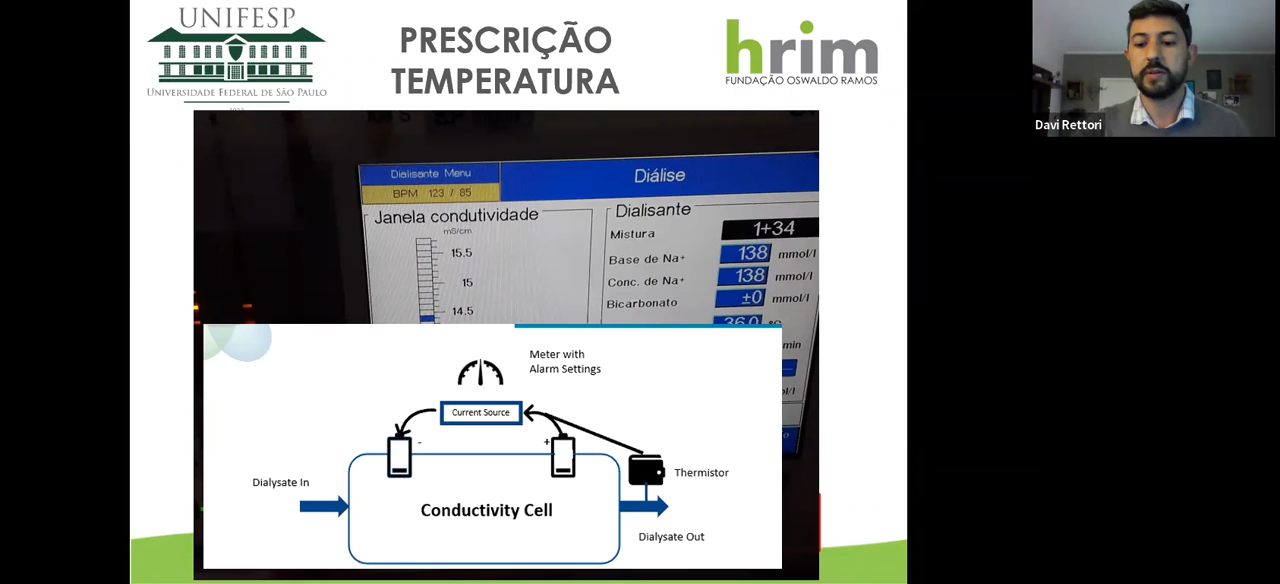 UNIFESP
UNIVERSIDADE FEDERAL DE SÃO PAULO
PRESCRIÇÃO
TEMPERATURA
hrim
FUNDAÇÃO OSWALDO RAMOS
Davi Rettori
Dialisante Menu
BPM 123 / 85
Diálise
Janela condutividade
mS/cm
15.5
15
14.5
Dialisante
Mistura 1+34
Base de Na+ 138 mmol/l
Conc. de Na+ 138 mmol/l
Bicarbonato ±0 mmol/l
36.0 °C
min
Meter with
Alarm Settings
Current Source
-
+
Thermistor
Dialysate In
Conductivity Cell
Dialysate Out